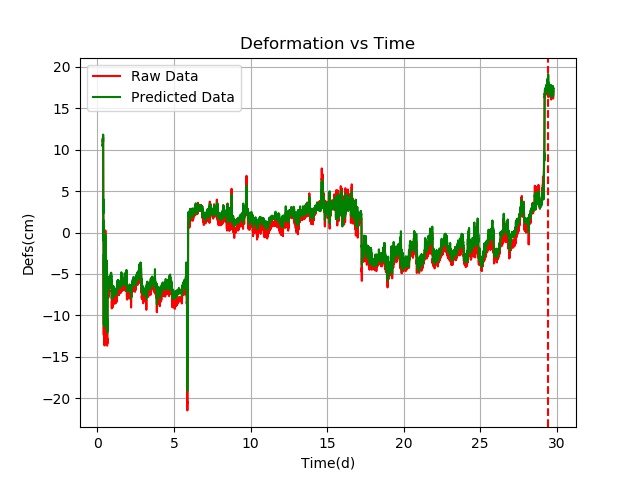 Deformation vs Time
Raw Data
Predicted Data
Defs(cm)
20
15
10
5
0
−5
−10
−15
−20
0 5 10 15 20 25 30
Time(d)